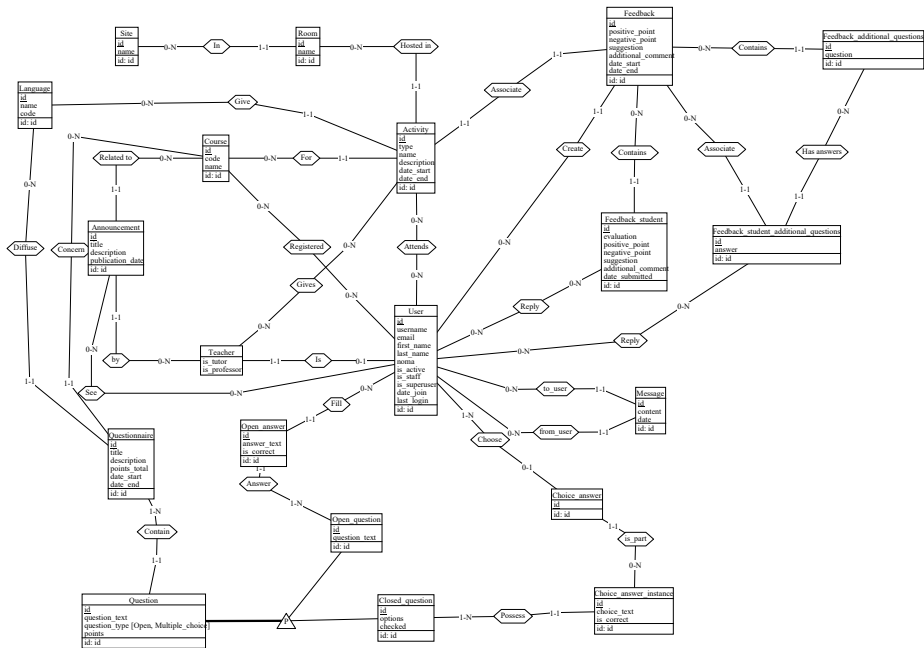 Site
id
name
id: id
0-N
In
1-1
Room
id
name
id: id
0-N
Hosted in
1-1
Feedback
id
positive_point
negative_point
suggestion
additional_comment
date_start
date_end
id: id
0-N
Contains
1-1
Feedback_additional_questions
id
question
id: id
Language
id
name
code
id: id
0-N
Give
1-1
Associate
1-1
1-1
Activity
id
type
name
description
date_start
date_end
id: id
0-N
Related to
0-N
Course
id
code
name
id: id
0-N
For
1-1
1-1
Create
0-N
Contains
1-1
0-N
Associate
1-1
0-N
Has answers
1-1
0-N
Diffuse
1-1
Concern
1-1
1-1
Announcement
id
title
description
publication_date
id: id
0-N
Registered
0-N
0-N
Gives
0-N
0-N
Attends
0-N
Feedback_student
id
evaluation
positive_point
negative_point
suggestion
additional_comment
date_submitted
id: id
Feedback_student_additional_questions
id
answer
id: id
0-N
0-N
Reply
0-N
0-N
Reply
0-N
1-1
by
0-N
Teacher
is_tutor
is_professor
1-1
Is
0-1
User
id
username
email
first_name
last_name
noma
is_active
is_staff
is_superuser
date_join
last_login
id: id
0-N
See
0-N
0-N
Fill
1-1
0-N
to_user
1-1
0-N
from_user
1-1
Message
id
content
date
id: id
1-N
Choose
0-1
Questionnaire
id
title
description
points_total
date_start
date_end
id: id
Open_answer
id
answer_text
is_correct
id: id
1-1
Answer
1-N
Open_question
id
question_text
id: id
Choice_answer
id
id: id
1-1
is_part
0-N
1-N
Contain
1-1
Question
id
question_text
question_type [Open, Multiple_choice]
points
id: id
P
Closed_question
id
options
checked
id: id
1-N
Possess
1-1
Choice_answer_instance
id
choice_text
is_correct
id: id